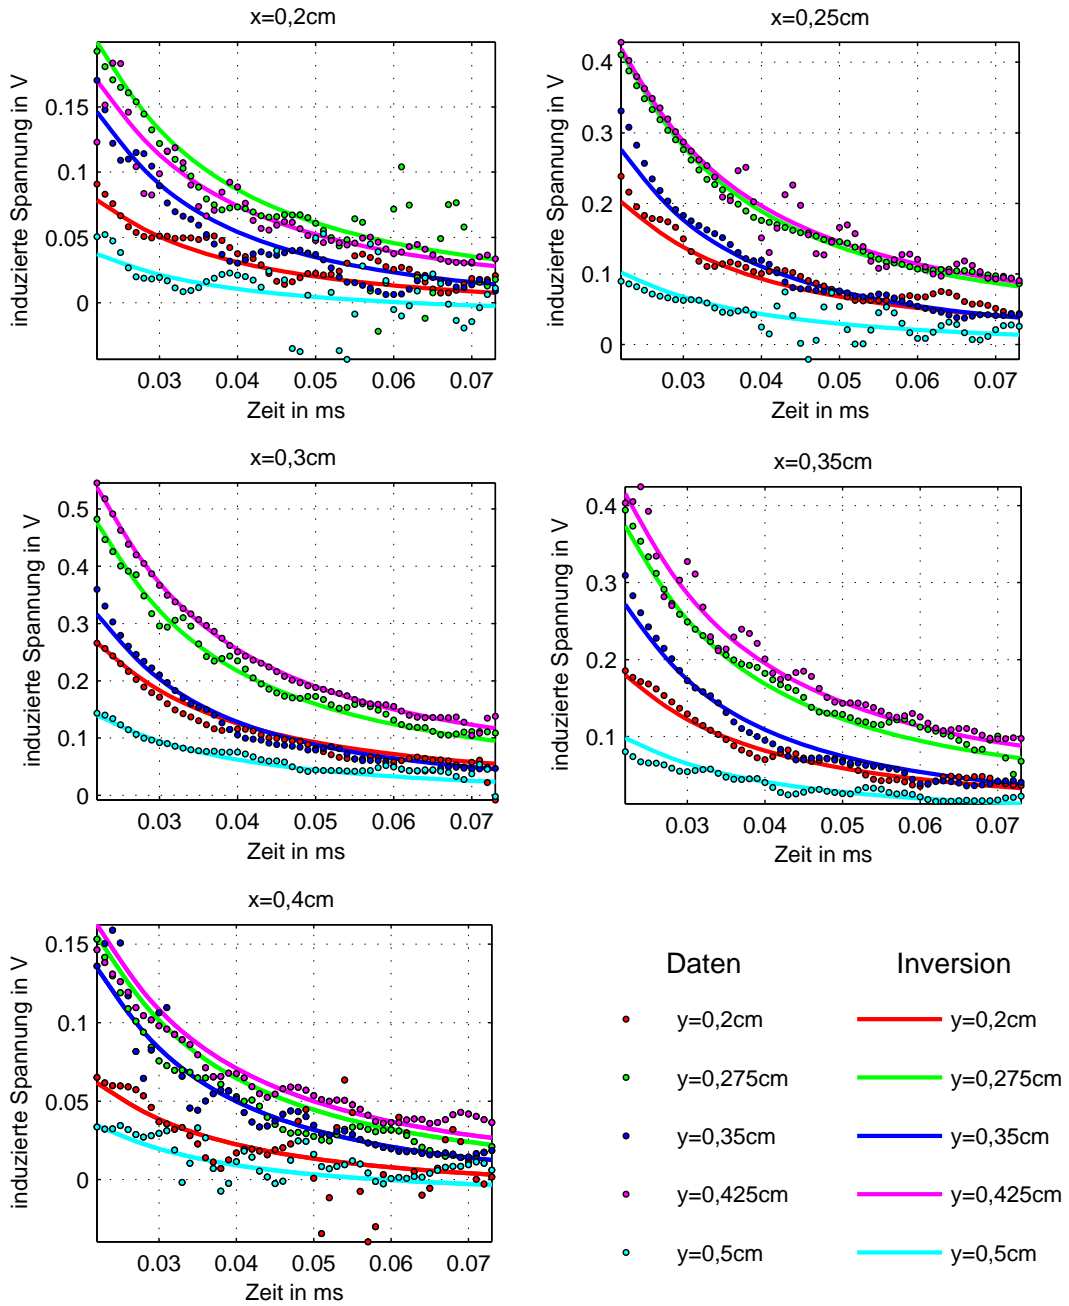 x=0,2cm
induzierte Spannung in V
0.15
0.1
0.05
0
0.03 0.04 0.05 0.06 0.07
Zeit in ms
x=0,25cm
induzierte Spannung in V
0.4
0.3
0.2
0.1
0
0.03 0.04 0.05 0.06 0.07
Zeit in ms
x=0,3cm
induzierte Spannung in V
0.5
0.4
0.3
0.2
0.1
0
0.03 0.04 0.05 0.06 0.07
Zeit in ms
x=0,35cm
induzierte Spannung in V
0.4
0.3
0.2
0.1
0.03 0.04 0.05 0.06 0.07
Zeit in ms
x=0,4cm
induzierte Spannung in V
0.15
0.1
0.05
0
0.03 0.04 0.05 0.06 0.07
Zeit in ms
Daten Inversion
y=0,2cm y=0,2cm
y=0,275cm y=0,275cm
y=0,35cm y=0,35cm
y=0,425cm y=0,425cm
y=0,5cm y=0,5cm